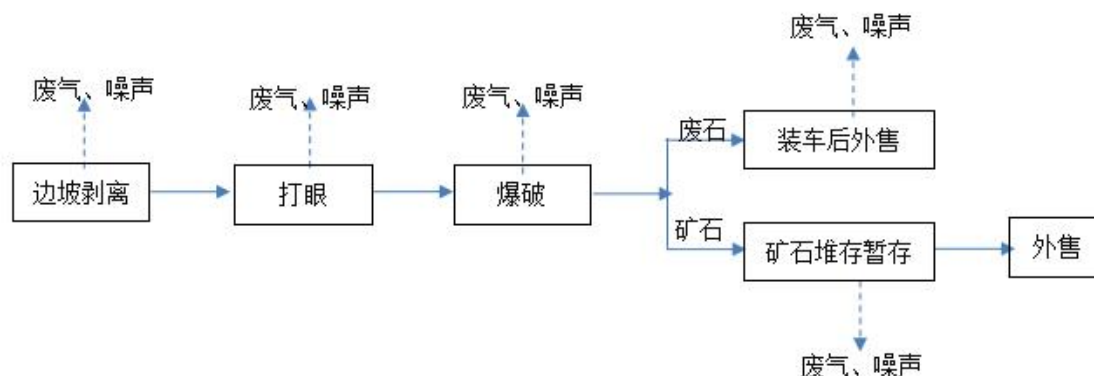 废气、噪声
废气、噪声
废气、噪声
废气、噪声
边坡剥离
打眼
爆破
废石
装车后外售
矿石
矿石堆存暂存
外售
废气、噪声